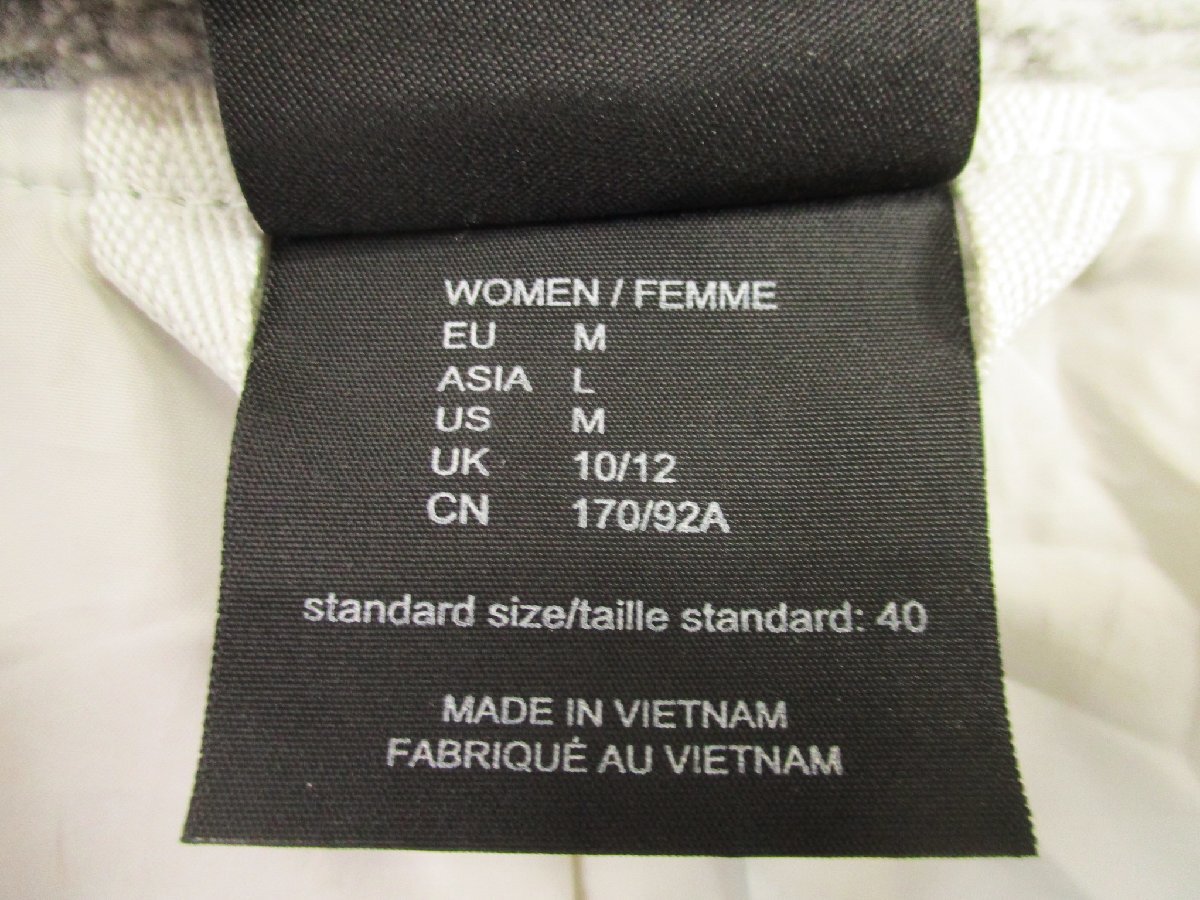 WOMEN / FEMME
EU M
ASIA L
US M
UK 10/12
CN 170/92A
standard size/taille standard: 40
MADE IN VIETNAM
FABRIQUÉ AU VIETNAM